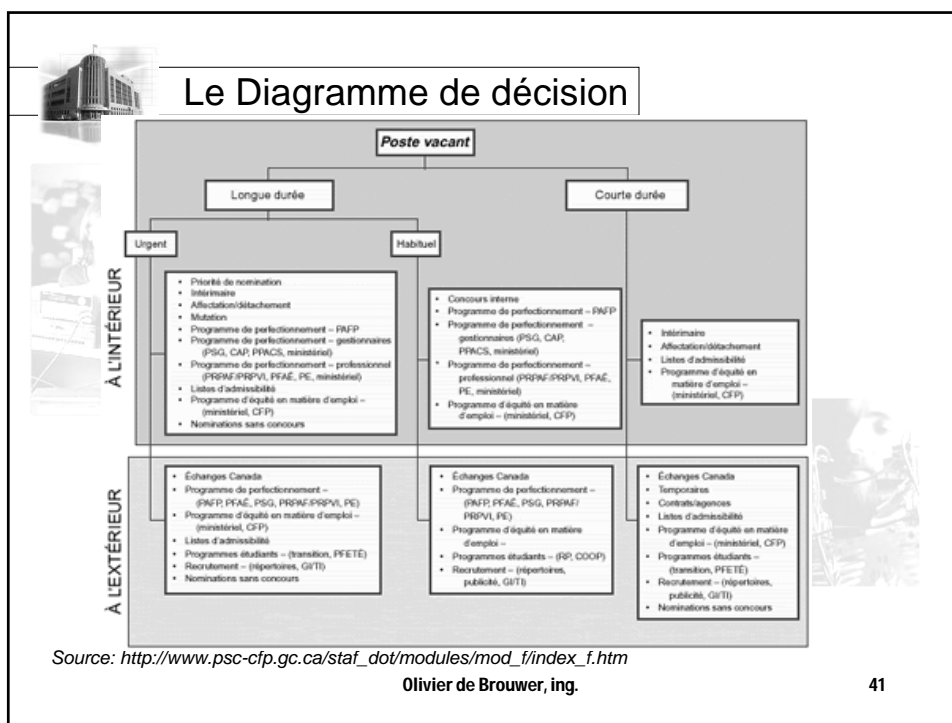 Le Diagramme de décision
Poste vacant
Longue durée
Courte durée
Urgent
Habituel
À L'INTÉRIEUR
• Priorité de nomination
• Intérimaire
• Affectation/détachement
• Mutation
• Programme de perfectionnement – PAFP
• Programme de perfectionnement – gestionnaires
(PSG, CAP, PPACS, ministériel)
• Programme de perfectionnement – professionnel
(PRPAF/PRPVI, PFAÉ, PE, ministériel)
• Listes d'admissibilité
• Programme d'équité en matière d'emploi –
(ministériel, CFP)
• Nominations sans concours
• Concours interne
• Programme de perfectionnement – PAFP
• Programme de perfectionnement –
gestionnaires (PSG, CAP,
PPACS, ministériel)
• Programme de perfectionnement –
professionnel (PRPAF/PRPVI, PFAÉ,
PE, ministériel)
• Programme d'équité en matière
d'emploi – (ministériel, CFP)
• Intérimaire
• Affectation/détachement
• Listes d'admissibilité
• Programme d'équité en
matière d'emploi –
(ministériel, CFP)
À L'EXTÉRIEUR
• Échanges Canada
• Programme de perfectionnement –
(PAFP, PFAÉ, PSG, PRPAF/PRPVI, PE)
• Programme d'équité en matière d'emploi –
(ministériel, CFP)
• Listes d'admissibilité
• Programmes étudiants – (transition, PFETÉ)
• Recrutement – (répertoires, GI/TI)
• Nominations sans concours
• Échanges Canada
• Programme de perfectionnement –
(PAFP, PFAÉ, PSG, PRPAF/
PRPVI, PE)
• Programme d'équité en matière
d'emploi –
• Programmes étudiants – (RP, COOP)
• Recrutement – (répertoires,
publicité, GI/TI)
• Échanges Canada
• Temporaires
• Contrats/agences
• Listes d'admissibilité
• Programme d'équité en matière
d'emploi – (ministériel, CFP)
• Programmes étudiants –
(transition, PFETÉ)
• Recrutement – (répertoires,
publicité, GI/TI)
• Nominations sans concours
Source: http://www.psc-cfp.gc.ca/staf_dot/modules/mod_f/index_f.htm
Olivier de Brouwer, ing.
41